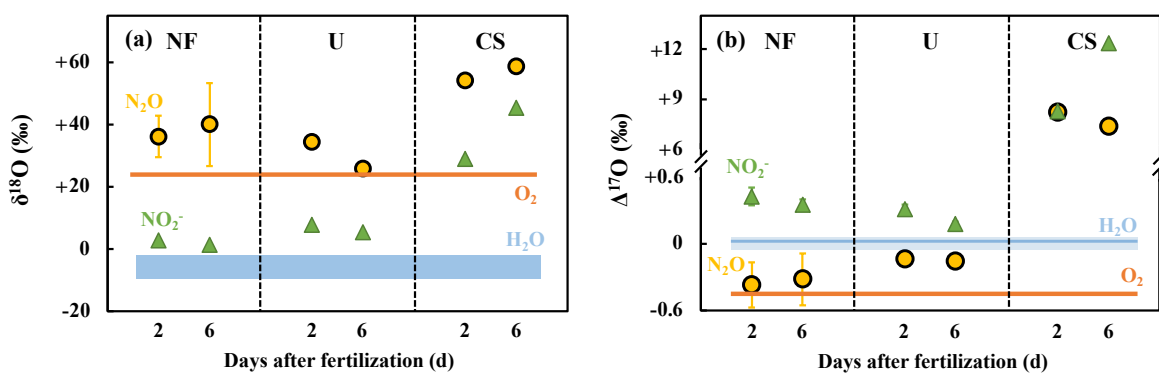 (a) NF U CS
+60
+40
+20
0
-20
δ¹⁸O (‰)
N₂O
O₂
NO₂⁻
H₂O
2 6 2 6 2 6
Days after fertilization (d)
(b) NF U CS
+12
+9
+6
+0.6
0
-0.6
Δ¹⁷O (‰)
NO₂⁻
H₂O
N₂O
O₂
2 6 2 6 2 6
Days after fertilization (d)